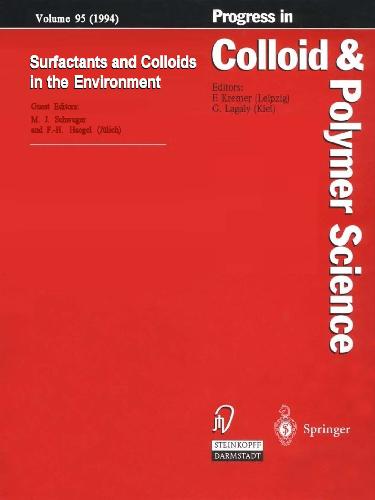 Volume 95 (1994)
Surfactants and Colloids
in the Environment
Guest Editors:
M. J. Schwuger
and F.-H. Haegel (Jülich)
Progress in
Colloid &
Polymer Science
Editors:
F. Kremer (Leipzig)
G. Lagaly (Kiel)
STEINKOPFF
DARMSTADT
Springer